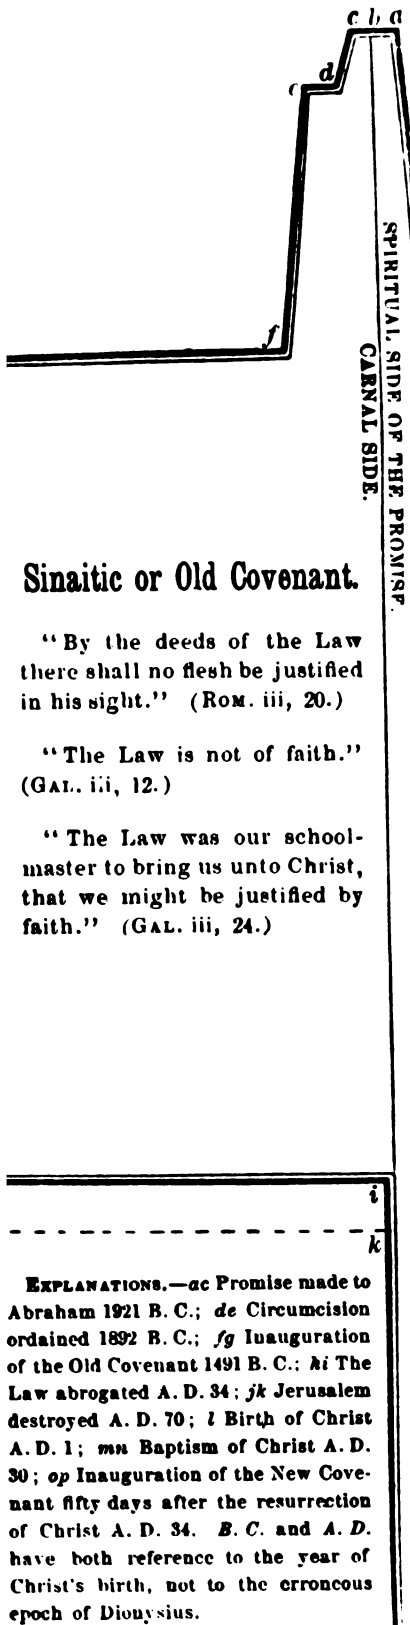 c b a
d
e
f
SPIRITUAL SIDE OF THE PROMISE.
CARNAL SIDE.
Sinaitic or Old Covenant.
“By the deeds of the Law
there shall no flesh be justified
in his sight.” (ROM. iii, 20.)
“The Law is not of faith.”
(GAL. iii, 12.)
“The Law was our school-
master to bring us unto Christ,
that we might be justified by
faith.” (GAL. iii, 24.)
i
k
EXPLANATIONS.—ac Promise made to
Abraham 1921 B. C.; de Circumcision
ordained 1892 B. C.; fg Inauguration
of the Old Covenant 1491 B. C.; hi The
Law abrogated A. D. 34; jk Jerusalem
destroyed A. D. 70; l Birth of Christ
A. D. 1; mn Baptism of Christ A. D.
30; op Inauguration of the New Cove-
nant fifty days after the resurrection
of Christ A. D. 34. B. C. and A. D.
have both reference to the year of
Christ's birth, not to the erroneous
epoch of Dionysius.